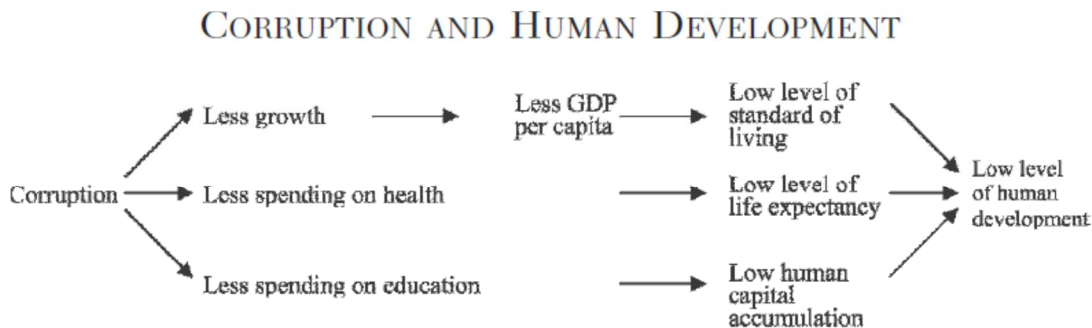 CORRUPTION AND HUMAN DEVELOPMENT
Less growth
Less GDP
per capita
Low level of
standard of
living
Corruption
Less spending on health
Low level of
life expectancy
Low level
of human
development
Less spending on education
Low human
capital
accumulation